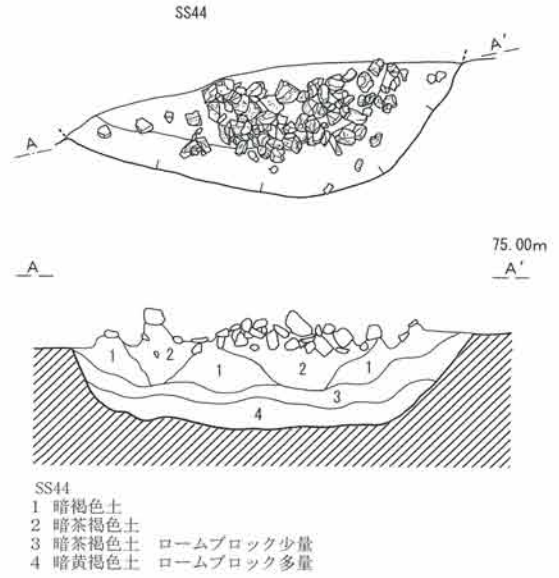 SS44
A'
A
75.00m
A A'
1 2 1 2 1
3
4
SS44
1 暗褐色土
2 暗茶褐色土
3 暗茶褐色土 ロームブロック少量
4 暗黄褐色土 ロームブロック多量